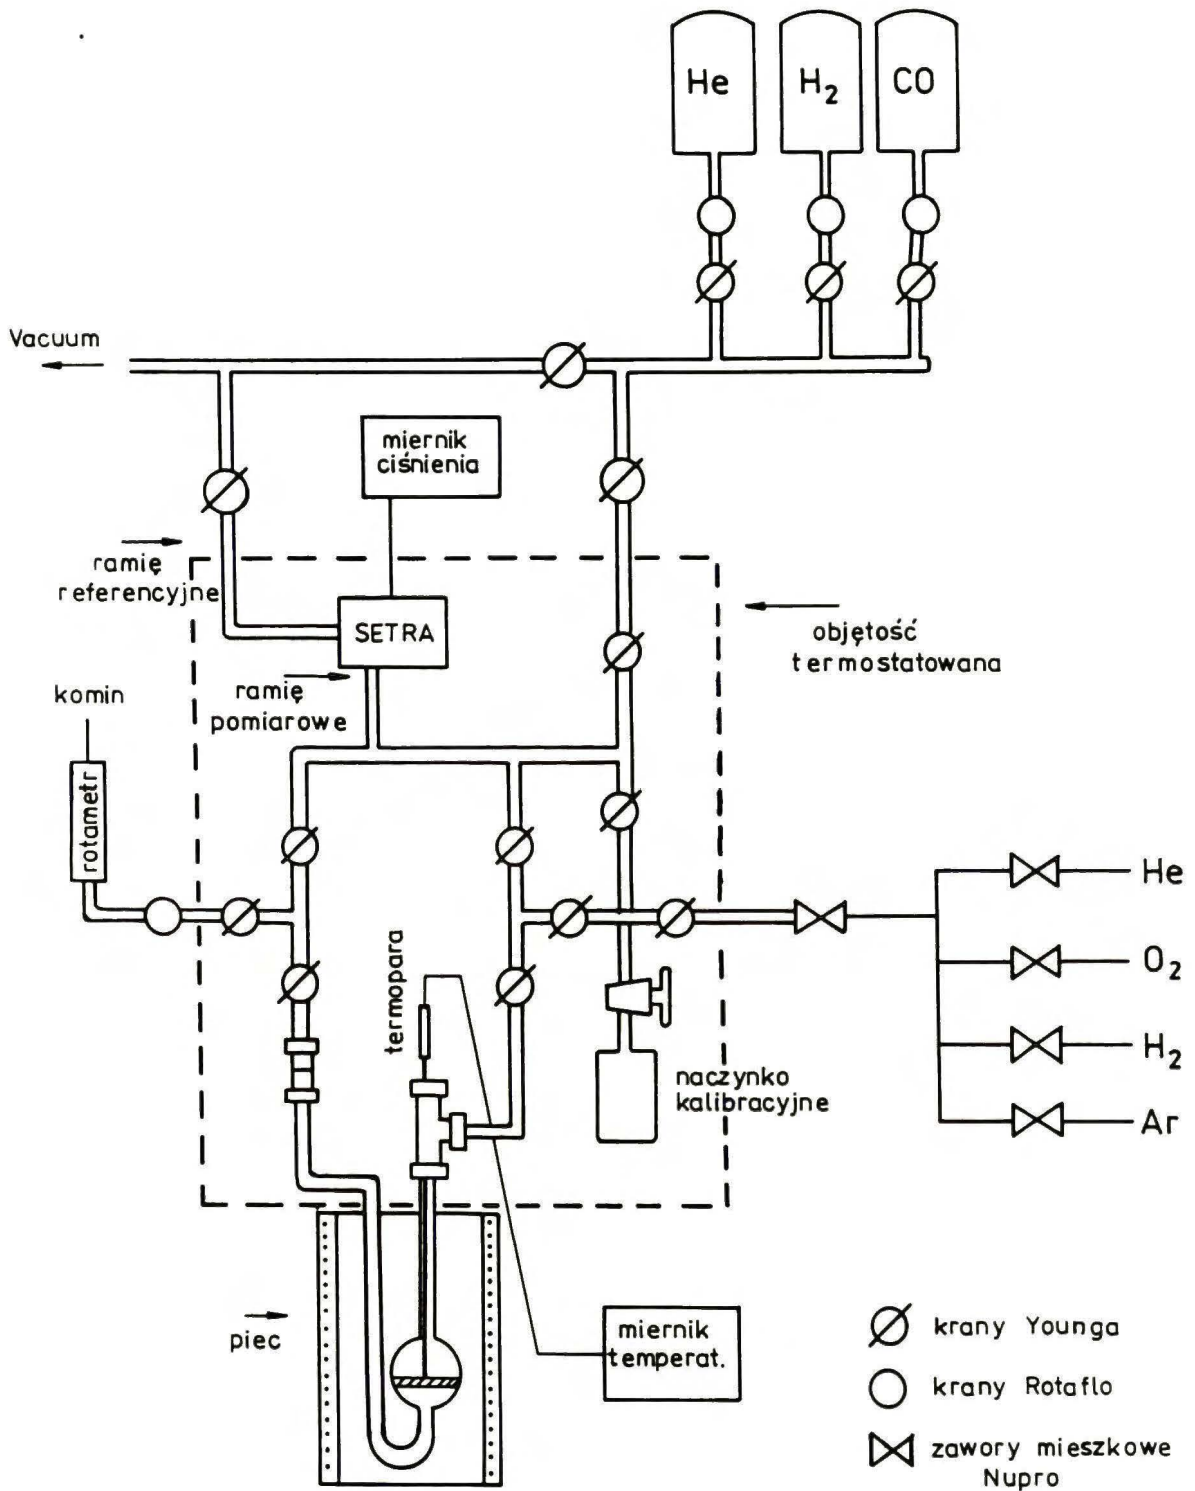 He
H₂
CO
Vacuum
miernik
ciśnienia
ramię
referencyjne
SETRA
objętość
termostatowana
ramię
pomiarowe
komin
rotametr
termopara
He
O₂
H₂
Ar
naczynko
kalibracyjne
piec
miernik
temperat.
krany Younga
krany Rotaflo
zawory mieszkowe
Nupro